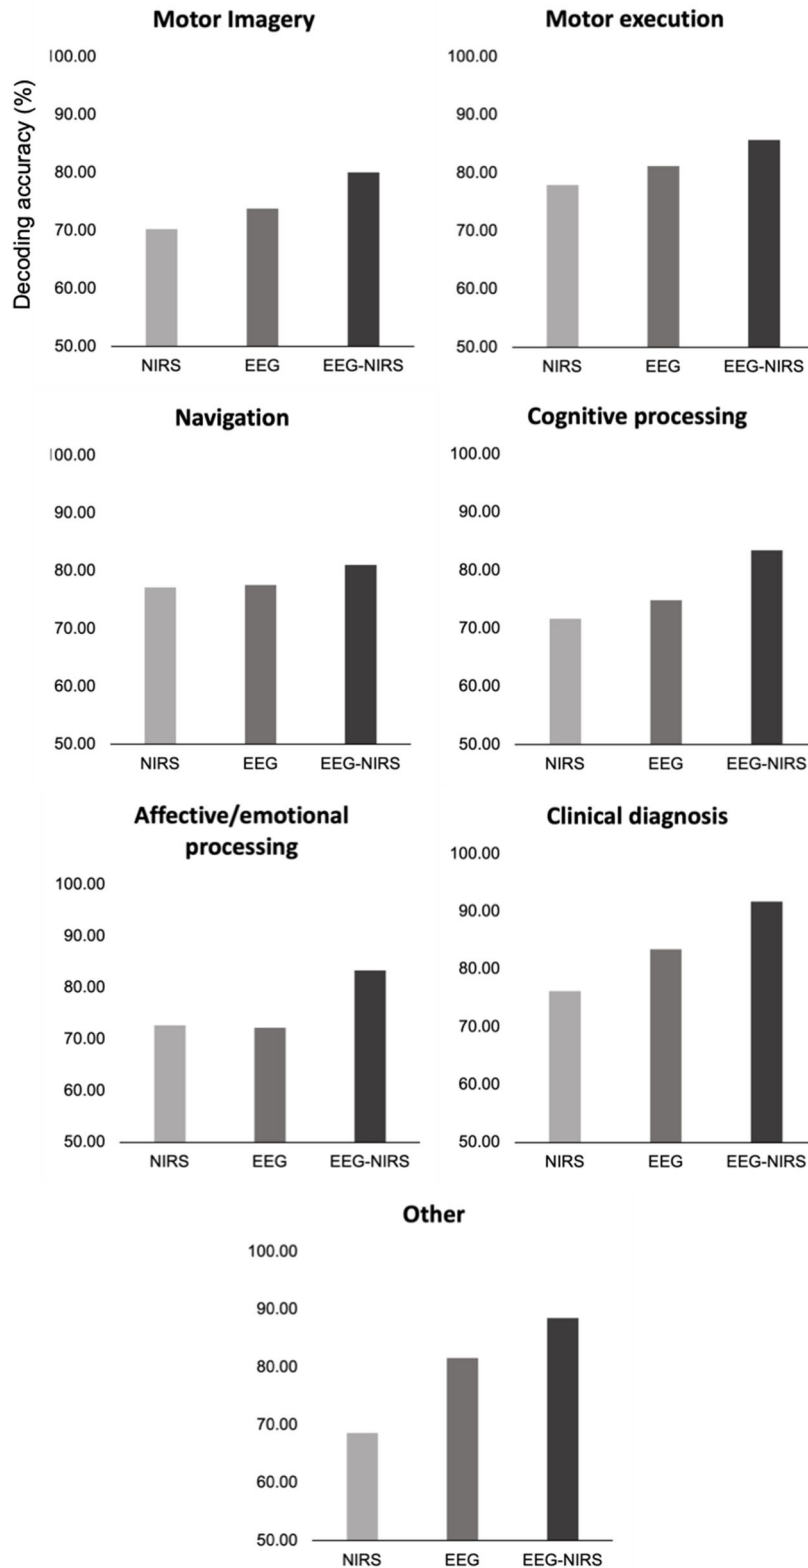 Motor Imagery
Decoding accuracy (%)
100.00
90.00
80.00
70.00
60.00
50.00
NIRS EEG EEG-NIRS
Motor execution
100.00
90.00
80.00
70.00
60.00
50.00
NIRS EEG EEG-NIRS
Navigation
100.00
90.00
80.00
70.00
60.00
50.00
NIRS EEG EEG-NIRS
Cognitive processing
100.00
90.00
80.00
70.00
60.00
50.00
NIRS EEG EEG-NIRS
Affective/emotional
processing
100.00
90.00
80.00
70.00
60.00
50.00
NIRS EEG EEG-NIRS
Clinical diagnosis
100.00
90.00
80.00
70.00
60.00
50.00
NIRS EEG EEG-NIRS
Other
100.00
90.00
80.00
70.00
60.00
50.00
NIRS EEG EEG-NIRS